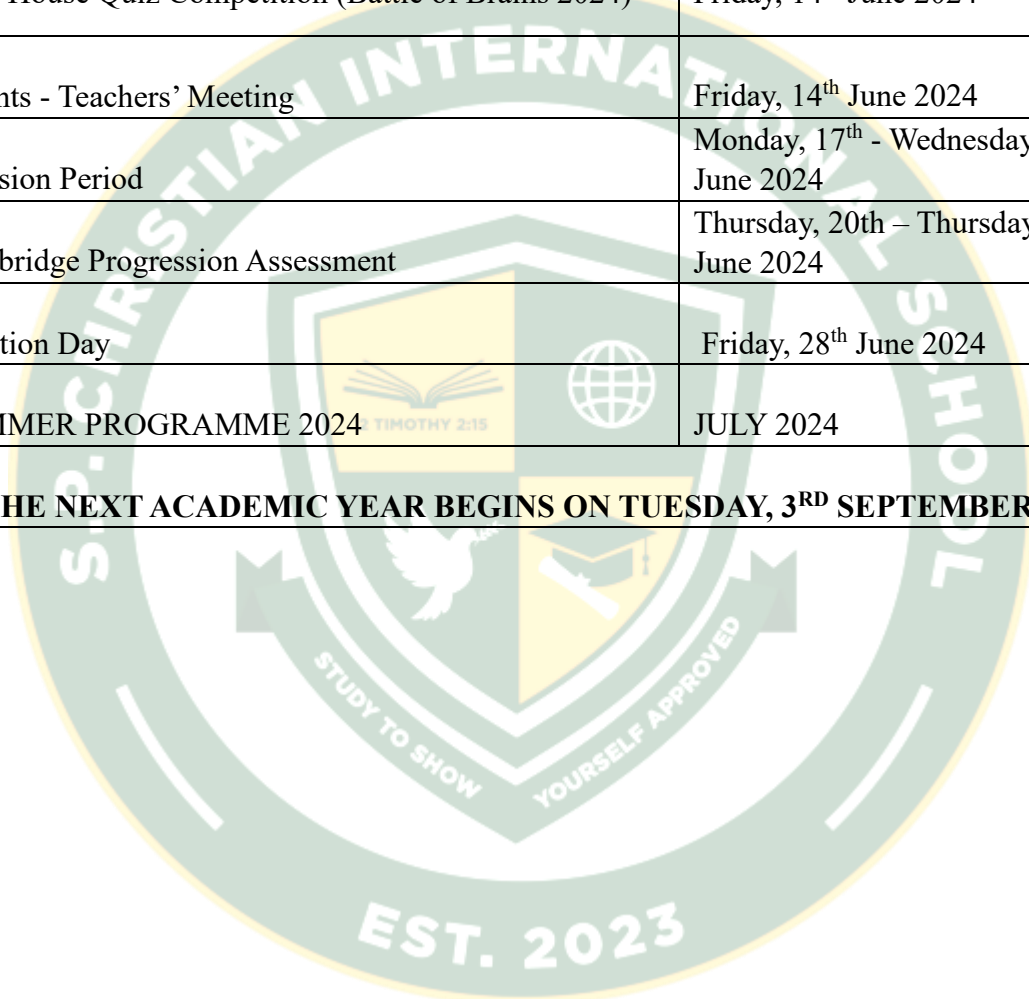 House Quiz Competition (Battle of Brains 2024)
Friday, 14th June 2024
nts - Teachers’ Meeting
Friday, 14th June 2024
sion Period
Monday, 17th - Wednesday
June 2024
bridge Progression Assessment
Thursday, 20th – Thursday
June 2024
tion Day
Friday, 28th June 2024
MMER PROGRAMME 2024
JULY 2024
HE NEXT ACADEMIC YEAR BEGINS ON TUESDAY, 3RD SEPTEMBER
S.P. CHRISTIAN INTERNATIONAL SCHOOL
2 TIMOTHY 2:15
STUDY TO SHOW
YOURSELF APPROVED
EST. 2023